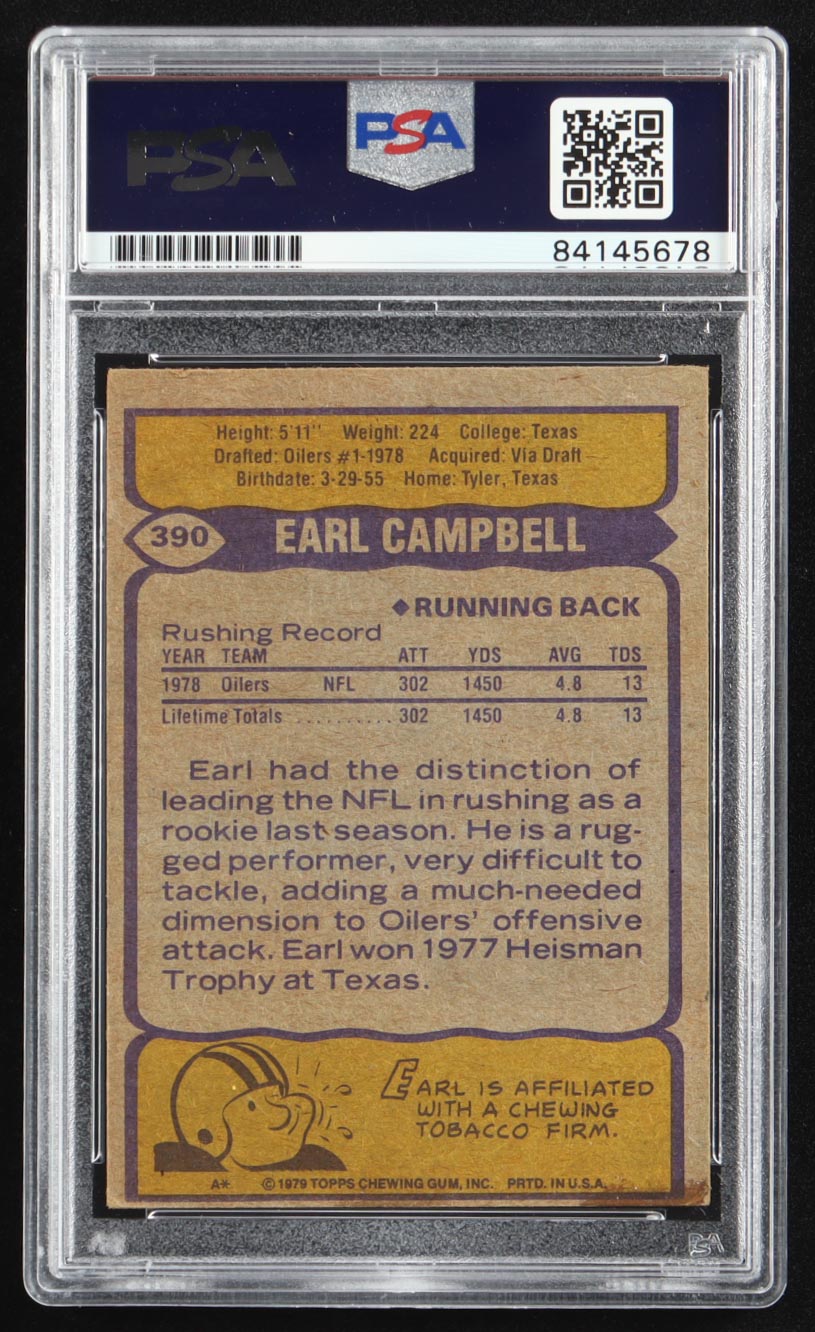 PSA
PSA
84145678
Height: 5'11" Weight: 224 College: Texas
Drafted: Oilers #1-1978 Acquired: Via Draft
Birthdate: 3-29-55 Home: Tyler, Texas
390 EARL CAMPBELL
◆RUNNING BACK
Rushing Record
YEAR TEAM ATT YDS AVG TDS
1978 Oilers NFL 302 1450 4.8 13
Lifetime Totals .......... 302 1450 4.8 13
Earl had the distinction of
leading the NFL in rushing as a
rookie last season. He is a rug-
ged performer, very difficult to
tackle, adding a much-needed
dimension to Oilers' offensive
attack. Earl won 1977 Heisman
Trophy at Texas.
EARL IS AFFILIATED
WITH A CHEWING
TOBACCO FIRM.
A* © 1979 TOPPS CHEWING GUM, INC. PRTD. IN U.S.A.
PSA